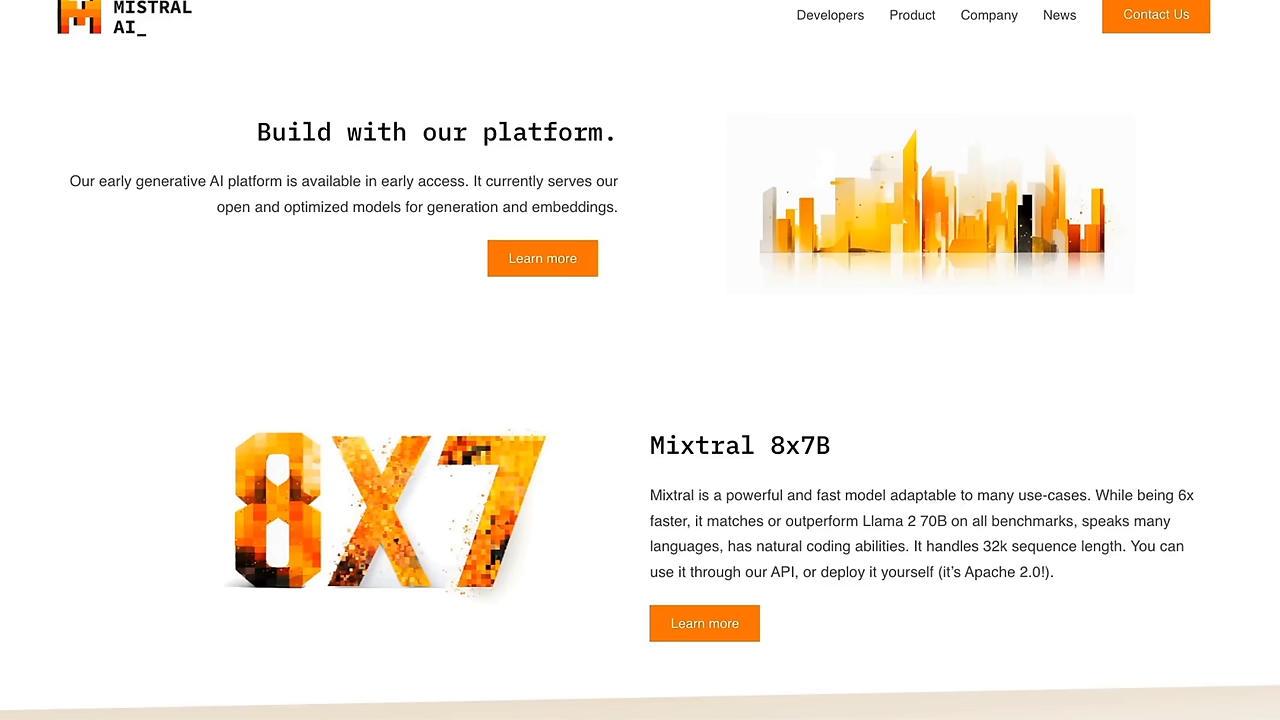 MISTRAL
AI_
Developers Product Company News Contact Us
Build with our platform.
Our early generative AI platform is available in early access. It currently serves our
open and optimized models for generation and embeddings.
Learn more
8X7
Mixtral 8x7B
Mixtral is a powerful and fast model adaptable to many use-cases. While being 6x
faster, it matches or outperform Llama 2 70B on all benchmarks, speaks many
languages, has natural coding abilities. It handles 32k sequence length. You can
use it through our API, or deploy it yourself (it’s Apache 2.0!).
Learn more